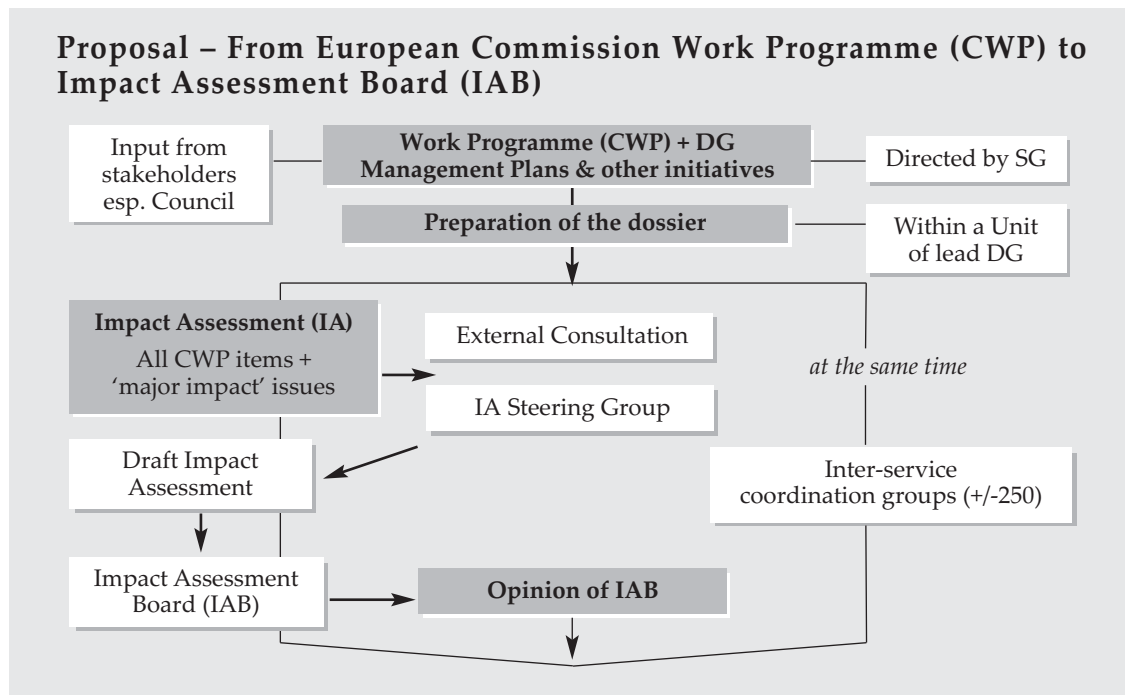 Proposal – From European Commission Work Programme (CWP) to
Impact Assessment Board (IAB)
Input from
stakeholders
esp. Council
Work Programme (CWP) + DG
Management Plans & other initiatives
Directed by SG
Preparation of the dossier
Within a Unit
of lead DG
Impact Assessment (IA)
All CWP items +
‘major impact’ issues
External Consultation
IA Steering Group
at the same time
Draft Impact
Assessment
Inter-service
coordination groups (+/-250)
Impact Assessment
Board (IAB)
Opinion of IAB